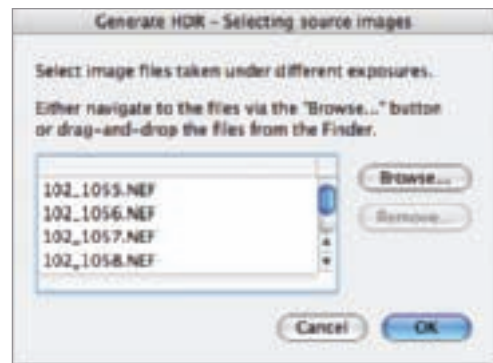 Generate HDR - Selecting source images
Select image files taken under different exposures.
Either navigate to the files via the "Browse..." button
or drag-and-drop the files from the Finder.
Browse...
102_1055.NEF
Remove...
102_1056.NEF
102_1057.NEF
102_1058.NEF
Cancel OK